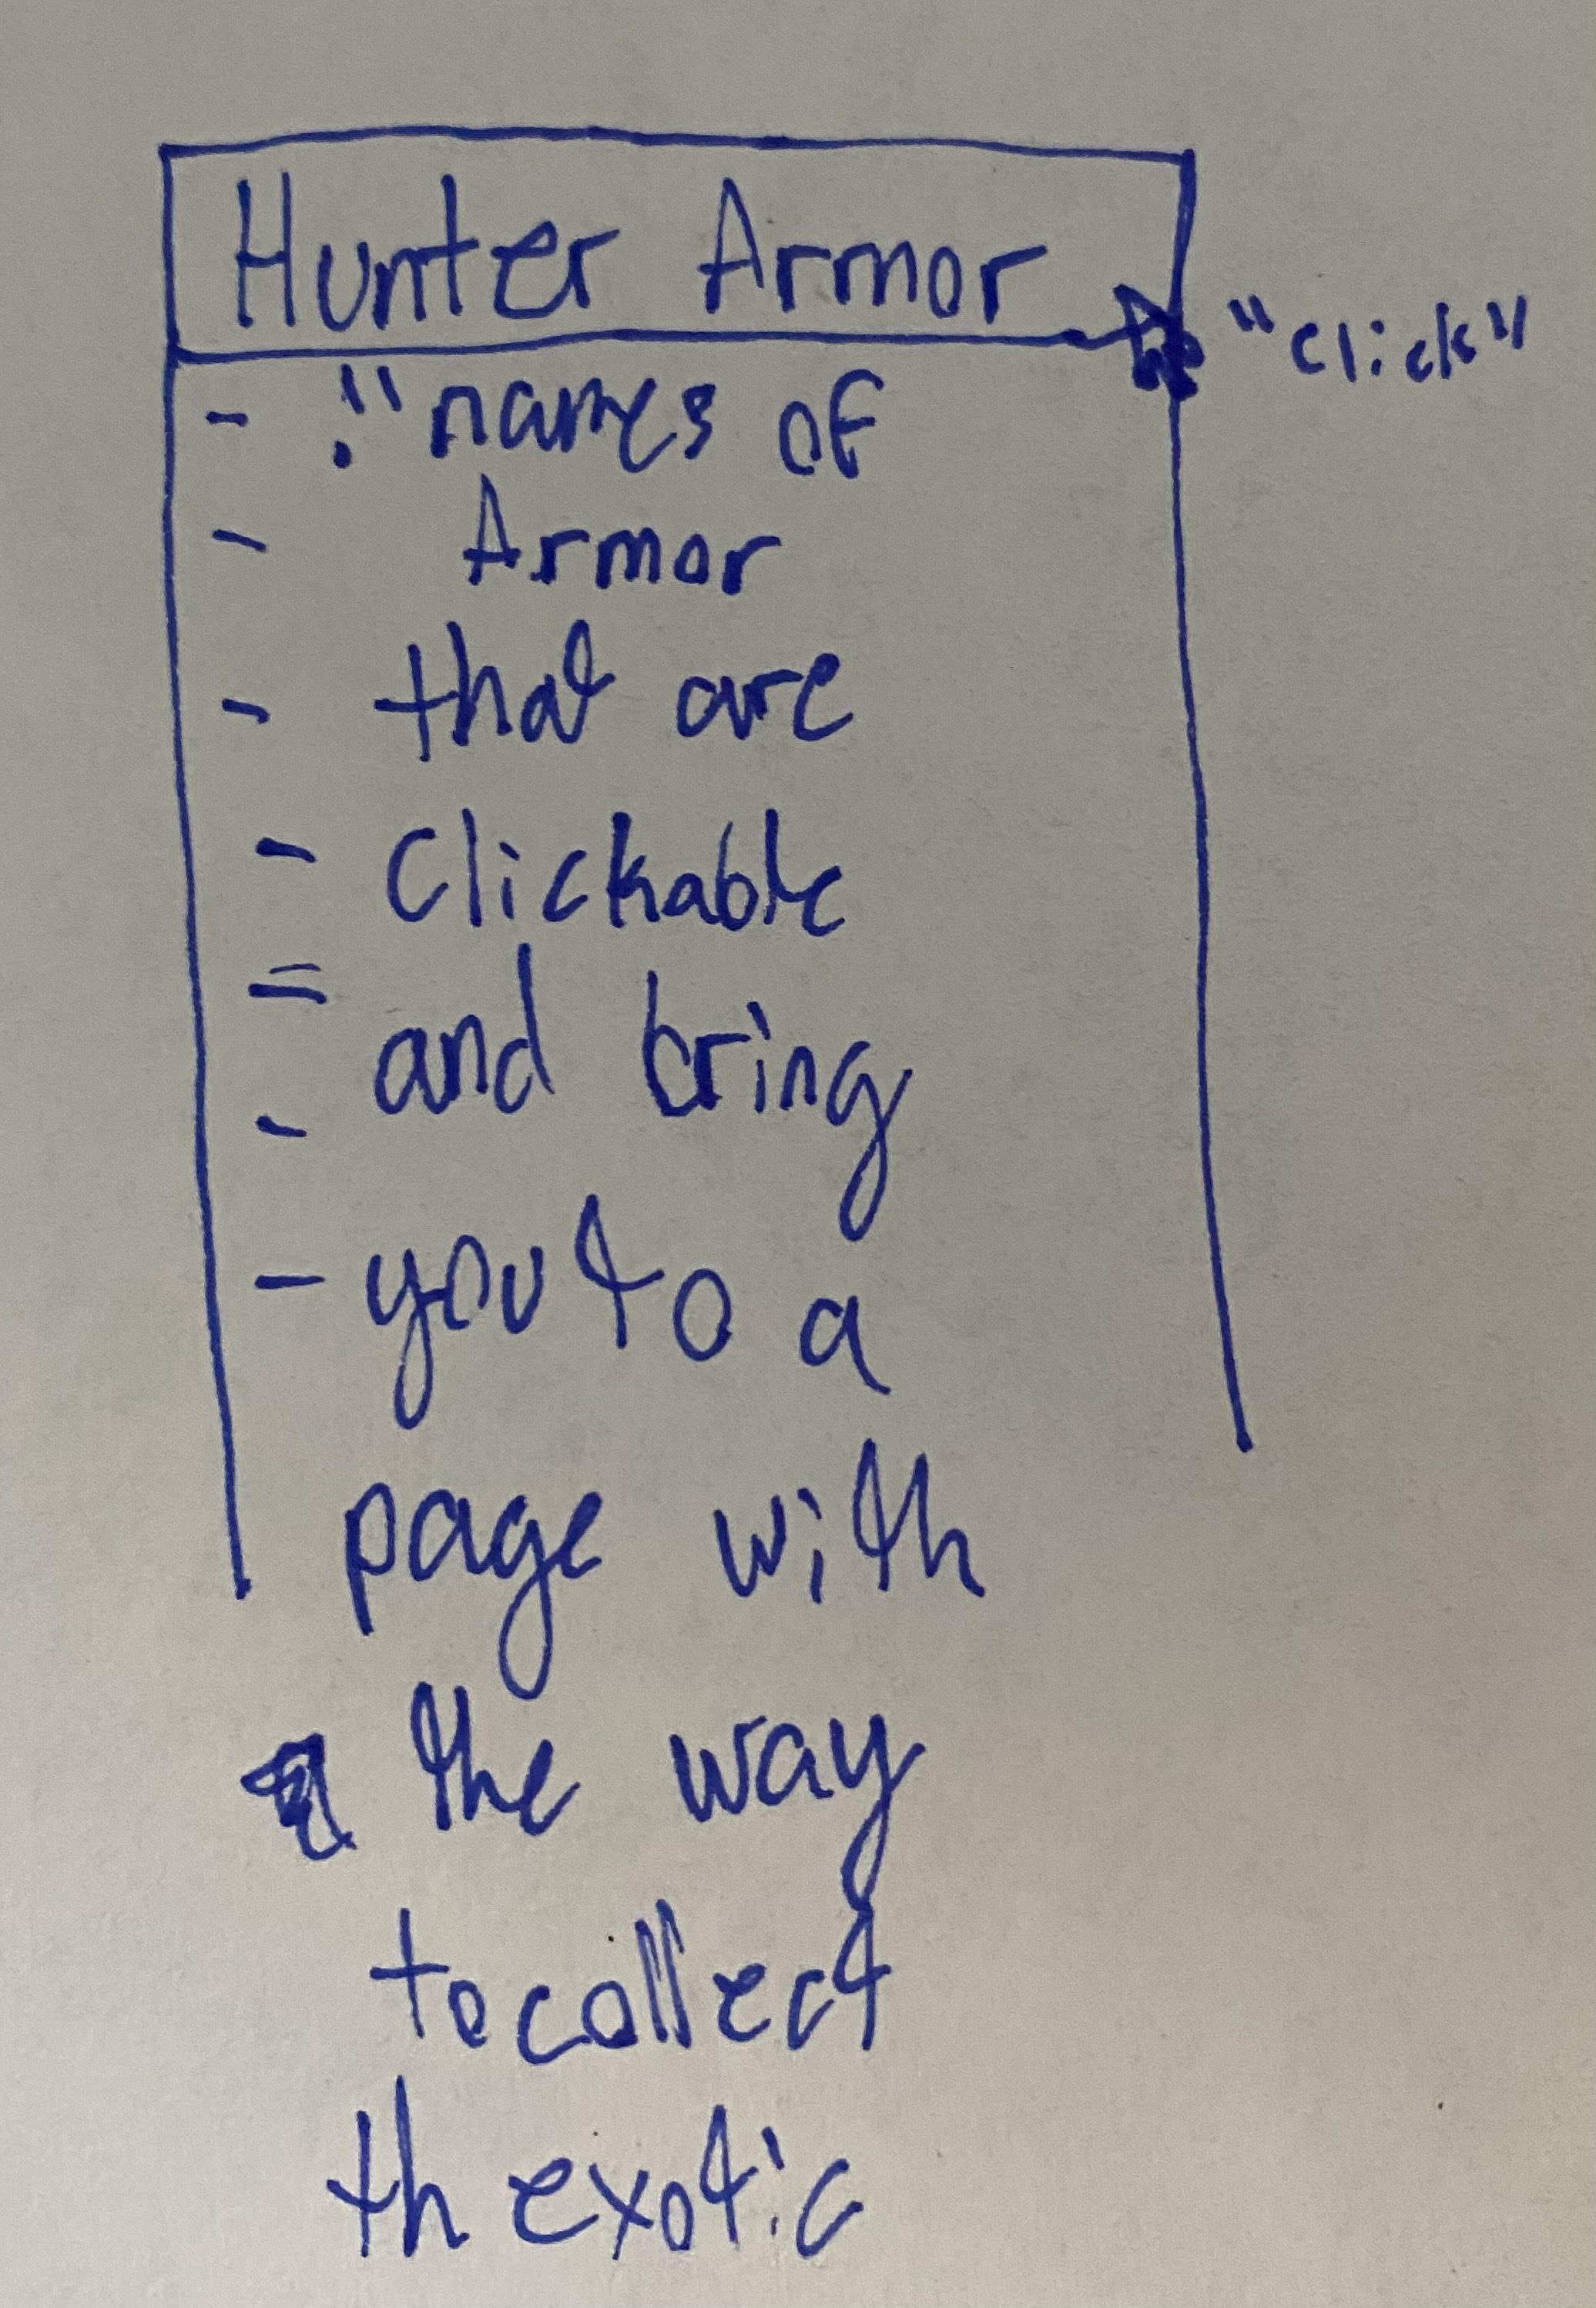 Hunter Armor
"click"
- "names of
- Armor
- that are
- Clickable
- and bring
- you to a
page with
the way
to collect
th exotic